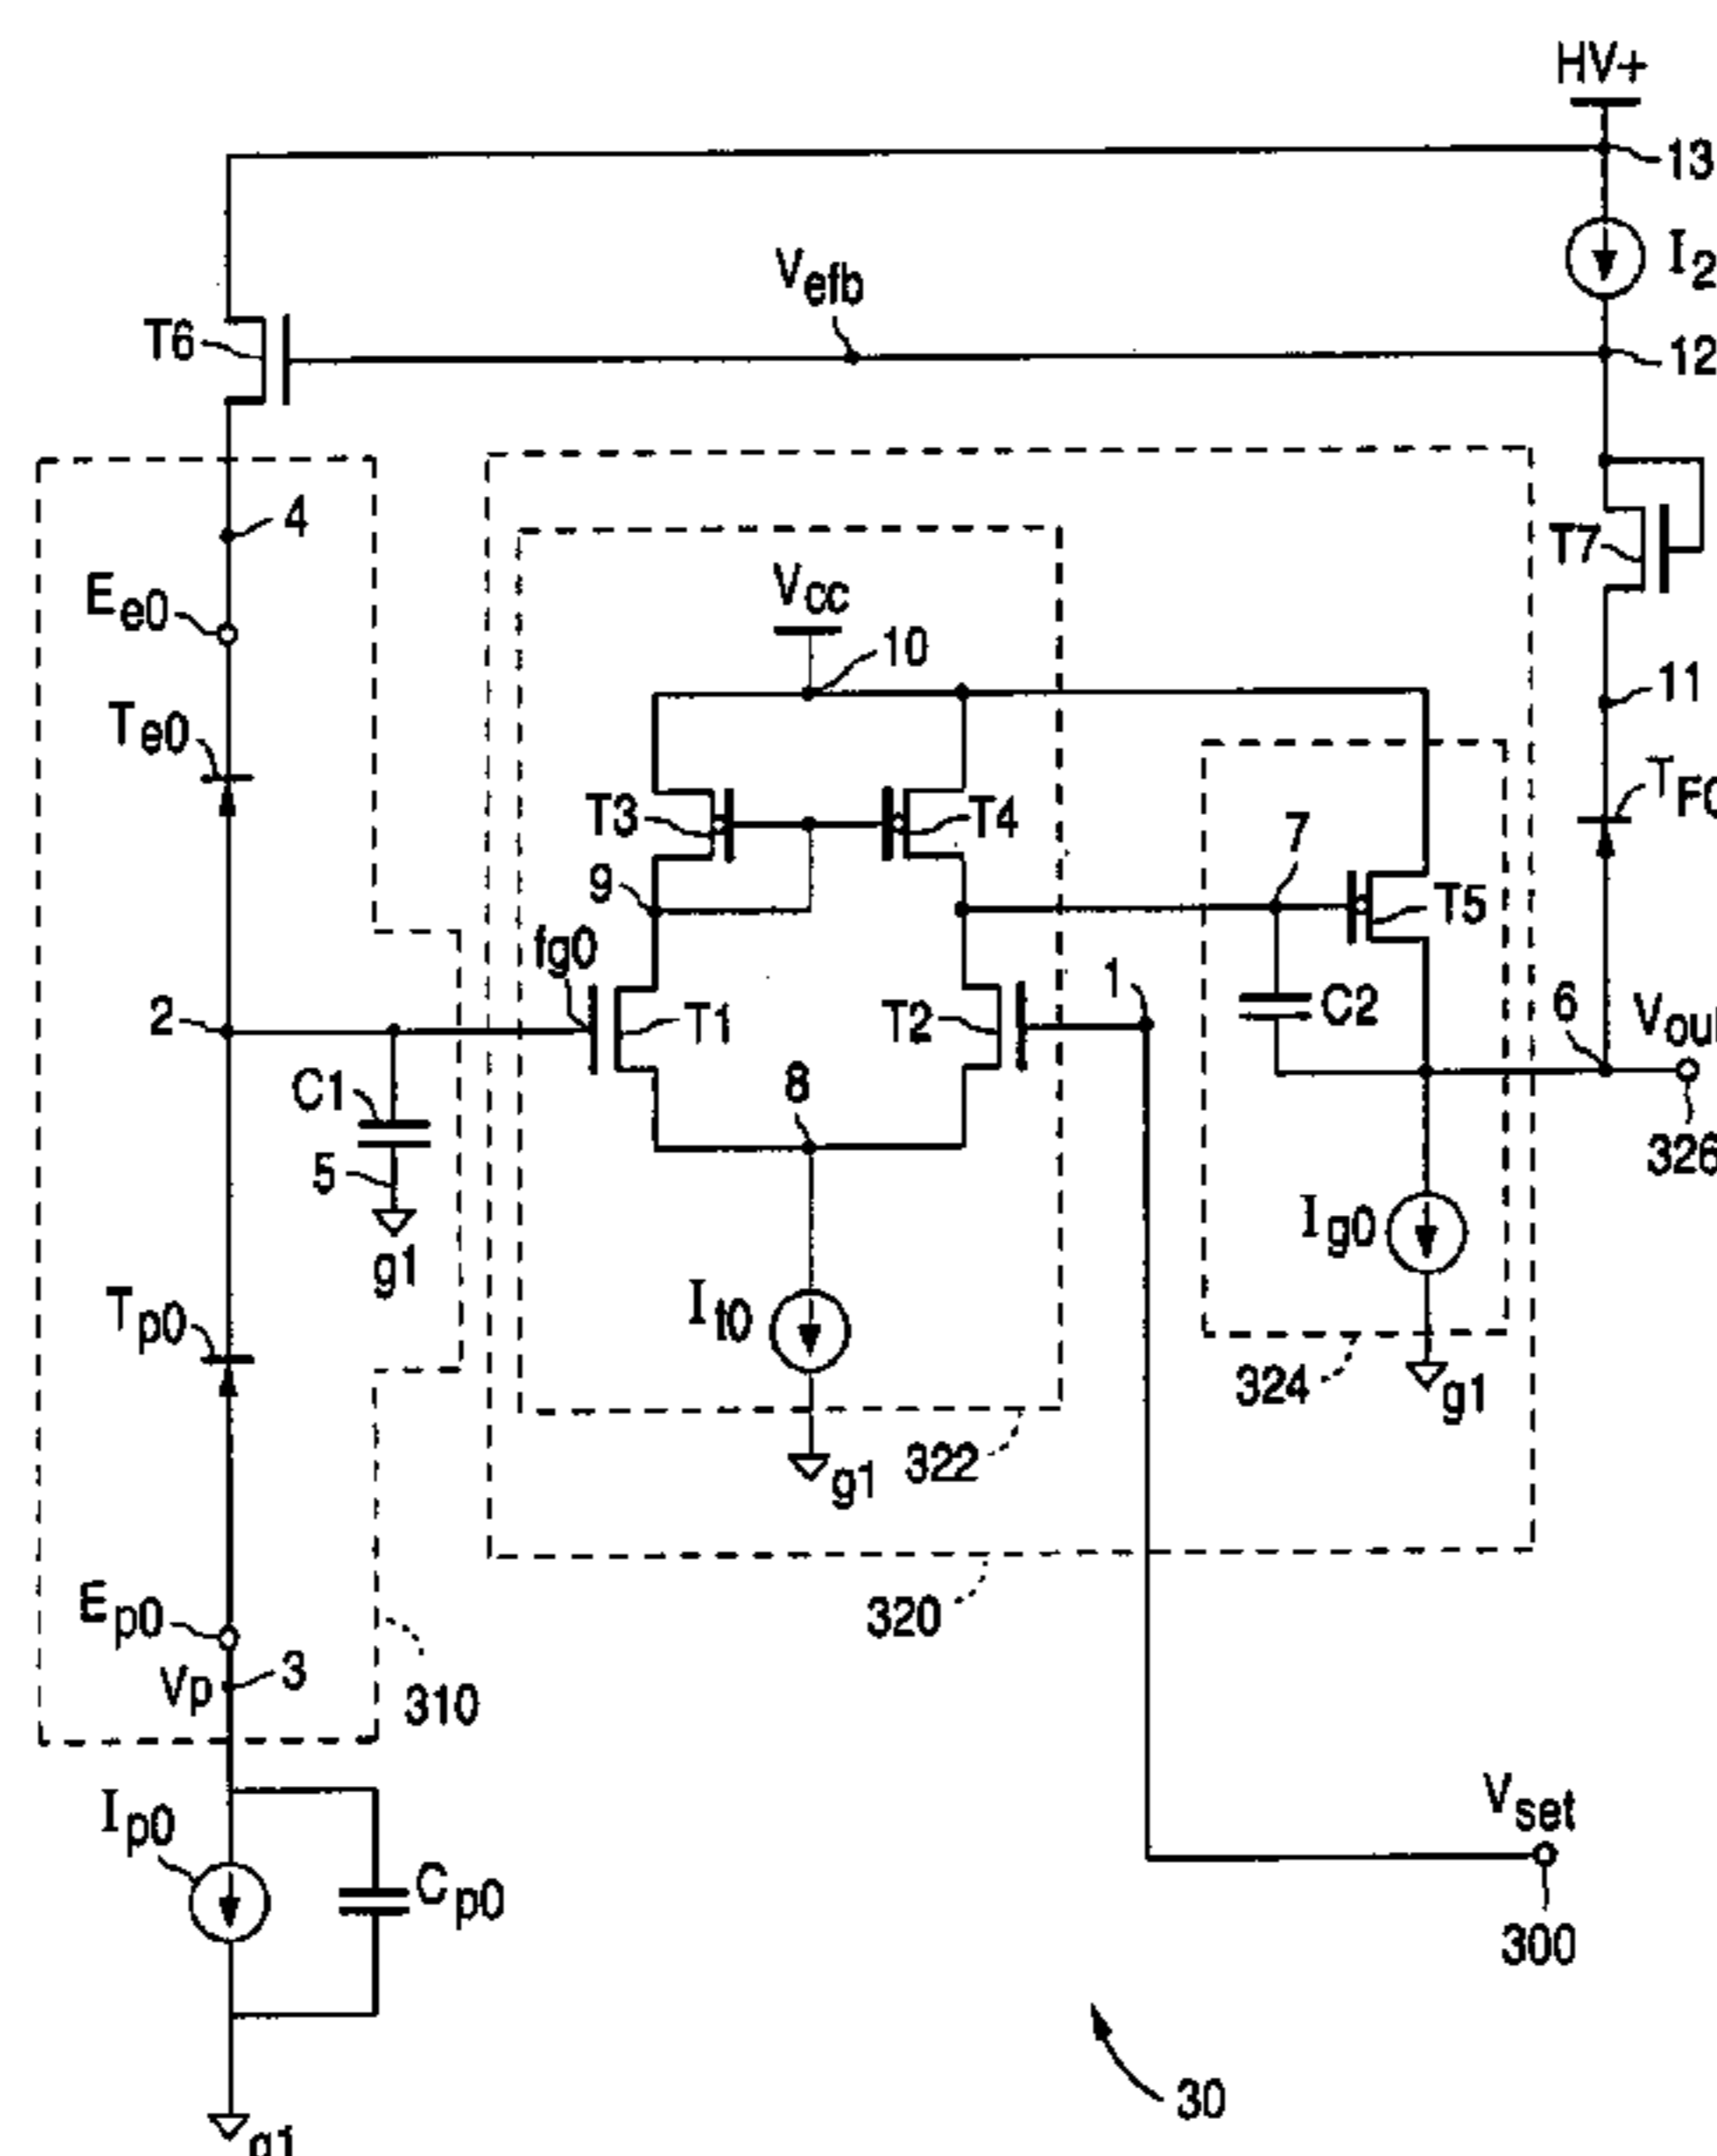 HV+
13
I2
Vefb
T6
12
4
T7
Ee0
Vcc
10
11
Te0
T3
T4
TF0
7
9
T5
fg0
1
2
T1
T2
C2
6
Vout
C1
8
5
326
g1
Ig0
Tp0
It0
324
g1
322
g1
320
Ep0
3
Vp
310
Vset
Ip0
Cp0
300
30
g1